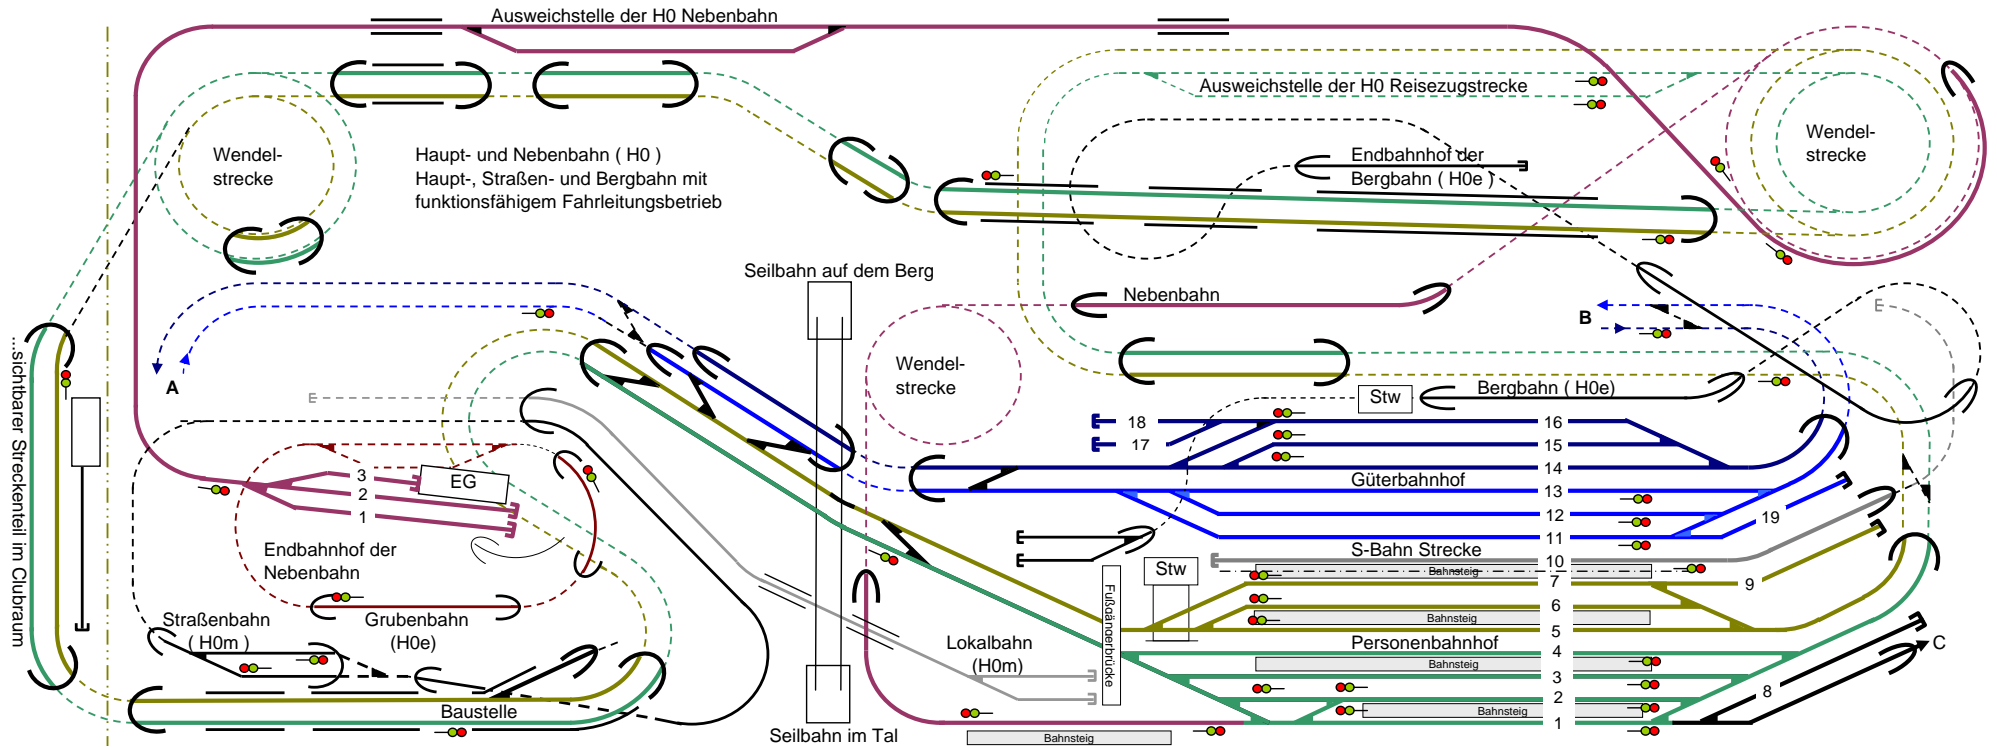 Ausweichstelle der H0 Nebenbahn
Ausweichstelle der H0 Reisezugstrecke
Wendel-
strecke
Haupt- und Nebenbahn ( H0 )
Haupt-, Straßen- und Bergbahn mit
funktionsfähigem Fahrleitungsbetrieb
Endbahnhof der
Bergbahn ( H0e )
Wendel-
strecke
Seilbahn auf dem Berg
Nebenbahn
B
...sichtbarer Streckenteil im Clubraum
A
Wendel-
strecke
Stw
Bergbahn ( H0e)
18
17
16
15
14
Güterbahnhof
13
12
11
19
3
2
1
EG
S-Bahn Strecke
10
Endbahnhof der
Nebenbahn
Stw
Bahnsteig
7
9
6
Bahnsteig
5
Fußgängerbrücke
Straßenbahn
( H0m )
Grubenbahn
(H0e)
Lokalbahn
(H0m)
Personenbahnhof
4
C
Bahnsteig
3
2
8
Bahnsteig
1
Baustelle
Seilbahn im Tal
Bahnsteig